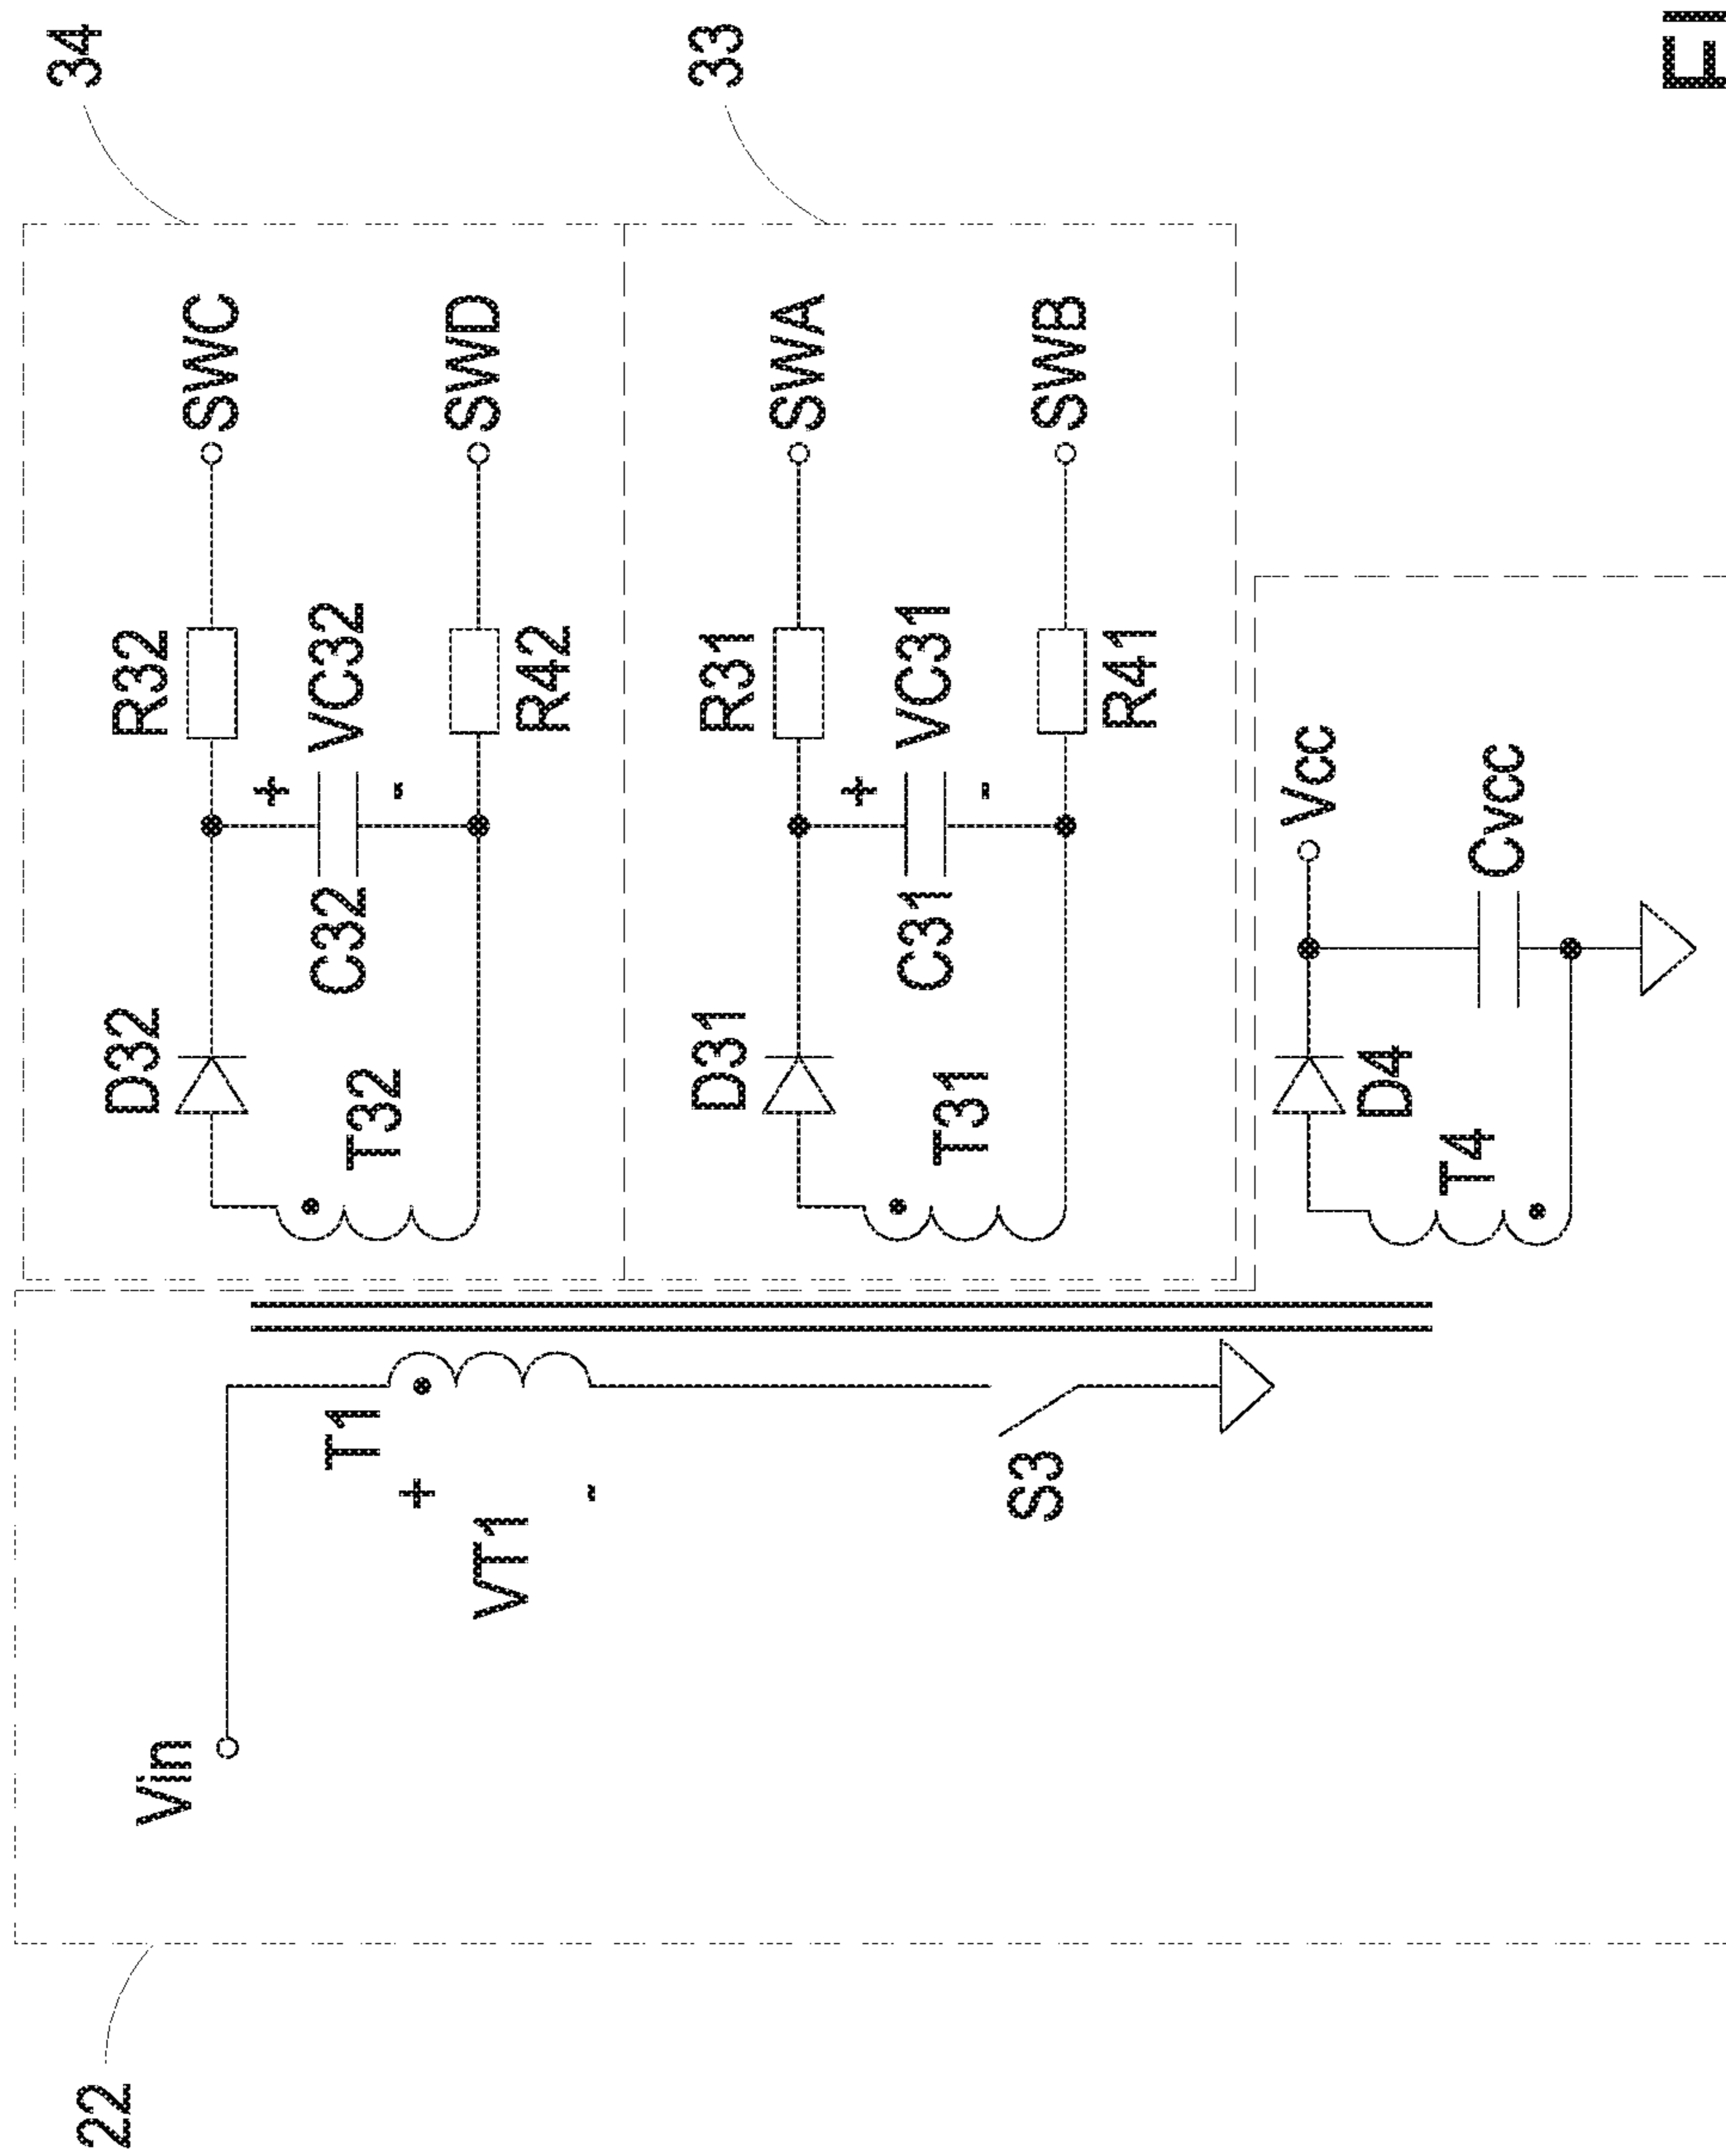 34
33
SWC
SWD
SWA
SWB
R32
VC32
R42
R31
VC31
R41
+
-
+
-
Vcc
Cvcc
C32
C31
D32
T32
D31
T31
D4
T4
T1
+
-
VT1
S3
Vin
22